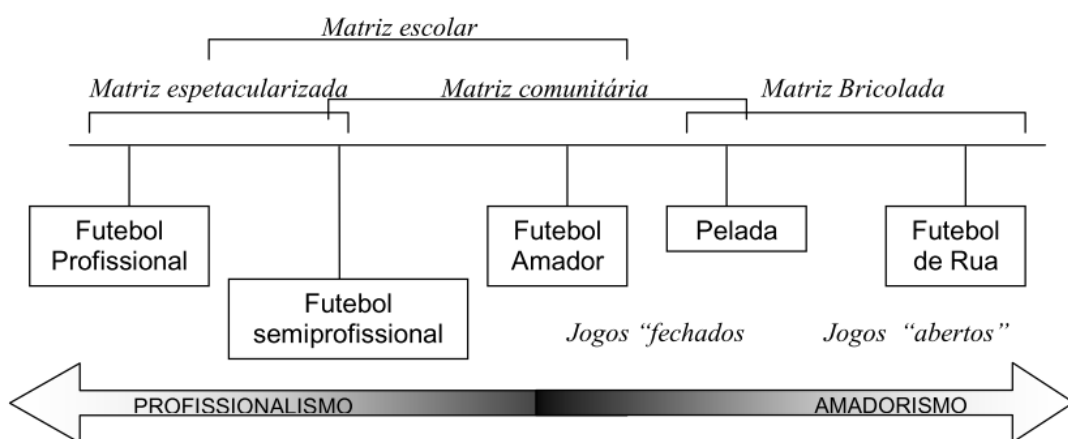 Matriz escolar
Matriz espetacularizada
Matriz comunitária
Matriz Bricolada
Futebol
Profissional
Futebol
semiprofissional
Futebol
Amador
Pelada
Futebol
de Rua
Jogos “fechados
Jogos “abertos”
PROFISSIONALISMO
AMADORISMO